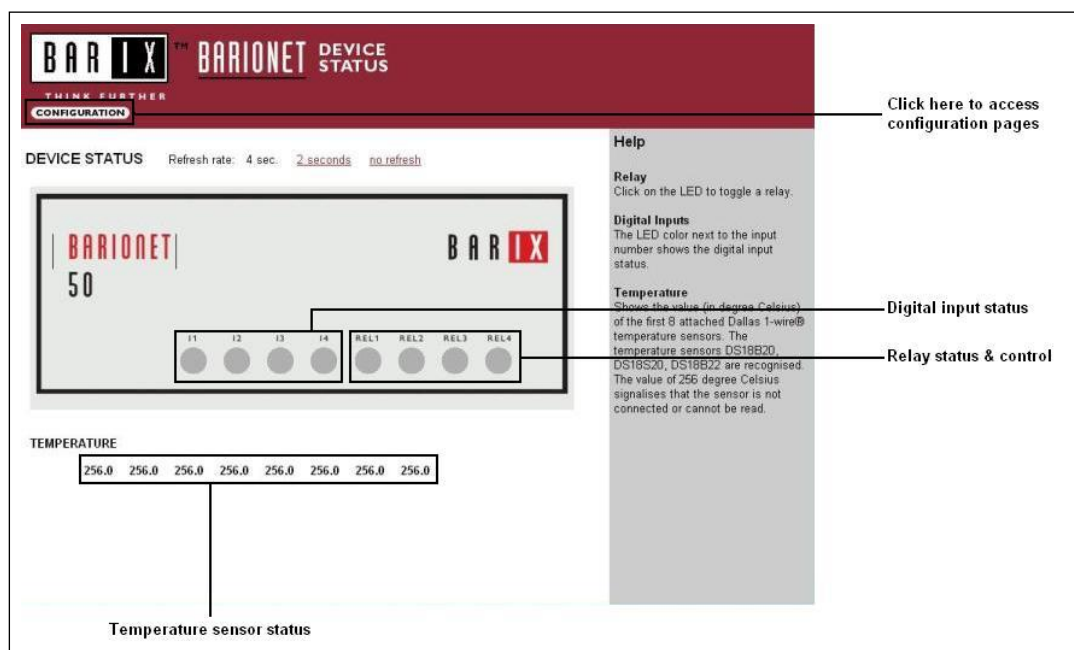 BARIX™ BARIONET DEVICE STATUS
THINK FURTHER
CONFIGURATION
Click here to access
configuration pages
DEVICE STATUS Refresh rate: 4 sec. 2 seconds no refresh
BARIONET
50
BARIX
I1 I2 I3 I4 REL1 REL2 REL3 REL4
TEMPERATURE
256.0 256.0 256.0 256.0 256.0 256.0 256.0 256.0
Temperature sensor status
Help
Relay
Click on the LED to toggle a relay.
Digital Inputs
The LED color next to the input
number shows the digital input
status.
Temperature
Shows the value (in degree Celsius)
of the first 8 attached Dallas 1-wire®
temperature sensors. The
temperature sensors DS18B20,
DS18S20, DS18B22 are recognised.
The value of 256 degree Celsius
signalises that the sensor is not
connected or cannot be read.
Digital input status
Relay status & control